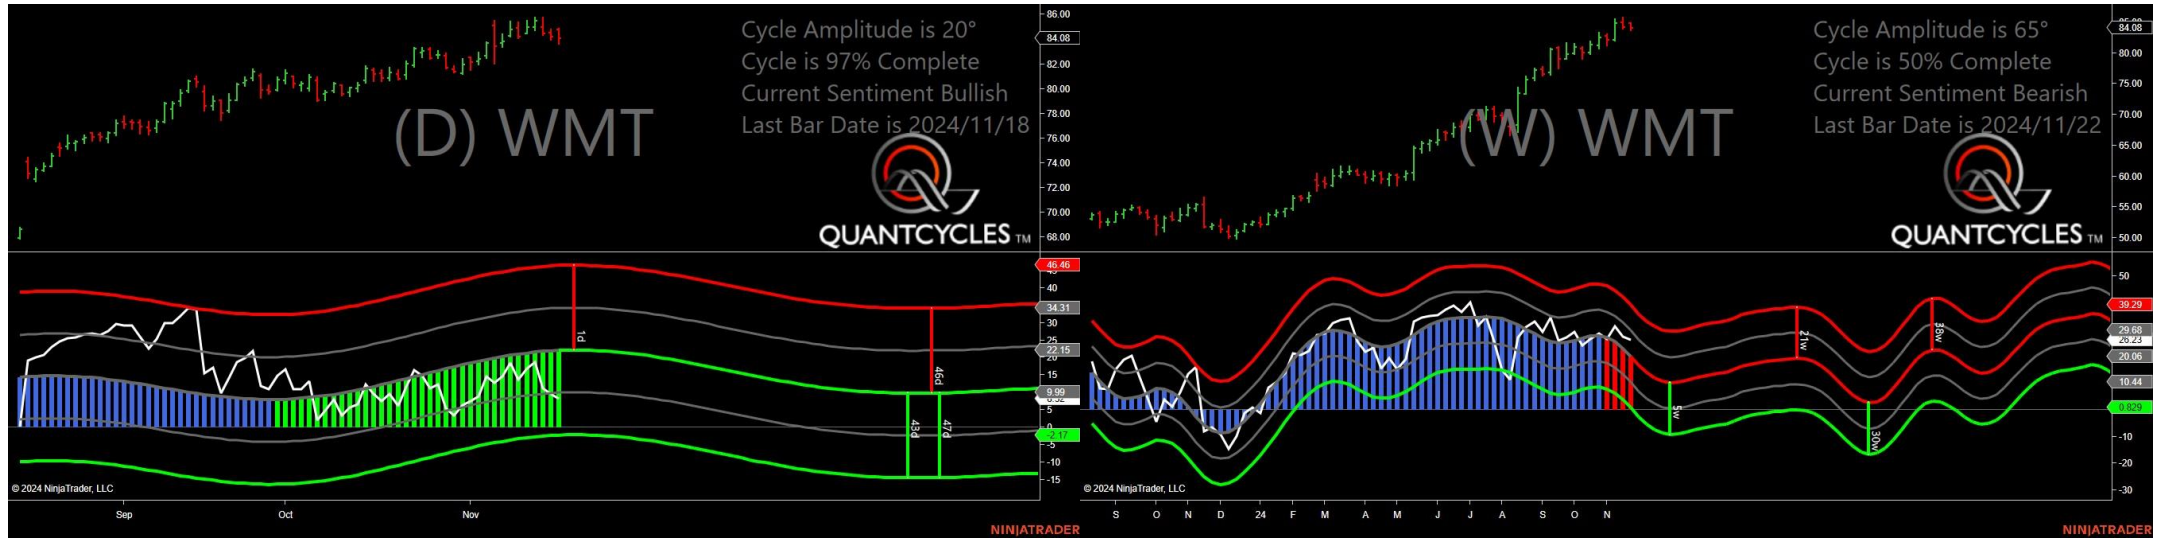 Cycle Amplitude is 20°
Cycle is 97% Complete
Current Sentiment Bullish
Last Bar Date is 2024/11/18
(D) WMT
QUANTCYCLES TM
86.00
84.08
82.00
80.00
78.00
76.00
74.00
72.00
70.00
68.00
46.46
40
34.31
30
25
22.15
20
15
9.99
5
0
-2.17
-5
-10
-15
1d
46d
43d
47d
© 2024 NinjaTrader, LLC
Sep
Oct
Nov
NINJATRADER
Cycle Amplitude is 65°
Cycle is 50% Complete
Current Sentiment Bearish
Last Bar Date is 2024/11/22
(W) WMT
QUANTCYCLES TM
84.08
80.00
75.00
70.00
65.00
60.00
55.00
50.00
50
39.29
29.68
26.23
20.06
10.44
0.829
-10
-20
-30
5w
21w
30w
38w
© 2024 NinjaTrader, LLC
S
O
N
D
24
F
M
A
M
J
J
A
S
O
N
NINJATRADER